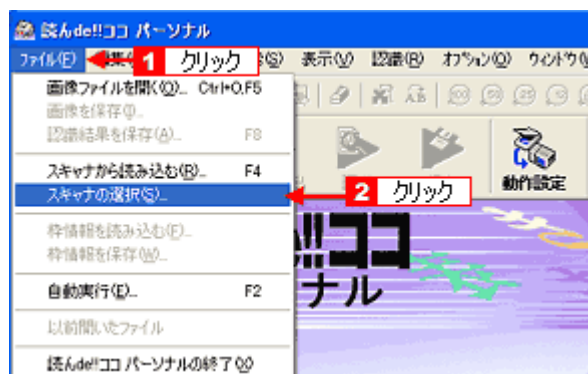 読んde!!ココ パーソナル
ファイル(F)
1 クリック
表示(V) 認識(R) オプション(O) ウィンドウ(W
画像ファイルを開く(O)... Ctrl+O,F5
画像を保存(I)...
認識結果を保存(A)... F8
スキャナから読み込む(R)... F4
スキャナの選択(S)...
2 クリック
動作設定
枠情報を読み込む(F)...
枠情報を保存(W)...
自動実行(E)... F2
以前開いたファイル
読んde!!ココ パーソナルの終了(X)
!!ココ
ナル